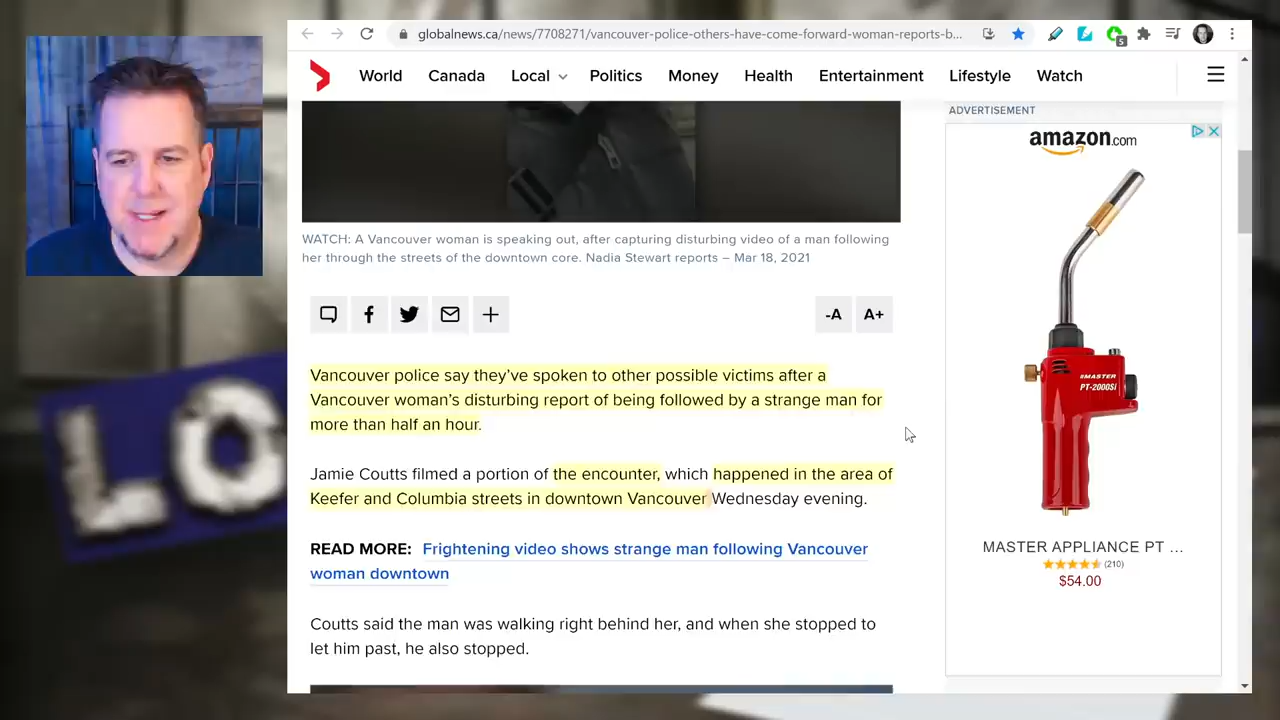 globalnews.ca/news/7708271/vancouver-police-others-have-come-forward-woman-reports-b...
5
World Canada Local Politics Money Health Entertainment Lifestyle Watch
ADVERTISEMENT
amazon.com
WATCH: A Vancouver woman is speaking out, after capturing disturbing video of a man following
her through the streets of the downtown core. Nadia Stewart reports – Mar 18, 2021
-A A+
Vancouver police say they’ve spoken to other possible victims after a
Vancouver woman’s disturbing report of being followed by a strange man for
more than half an hour.
Jamie Coutts filmed a portion of the encounter, which happened in the area of
Keefer and Columbia streets in downtown Vancouver Wednesday evening.
READ MORE: Frightening video shows strange man following Vancouver
woman downtown
Coutts said the man was walking right behind her, and when she stopped to
let him past, he also stopped.
MASTER
PT-2000Si
MASTER APPLIANCE PT ...
(210)
$54.00
LO